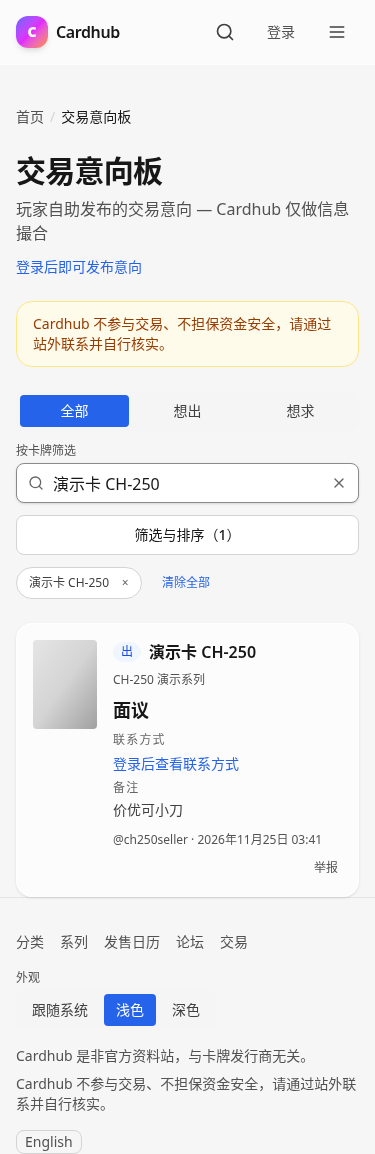 C Cardhub 登录
首页 / 交易意向板
交易意向板
玩家自助发布的交易意向 — Cardhub 仅做信息
撮合
登录后即可发布意向
Cardhub 不参与交易、不担保资金安全，请通过
站外联系并自行核实。
全部 想出 想求
按卡牌筛选
演示卡 CH-250
筛选与排序（1）
演示卡 CH-250 × 清除全部
出 演示卡 CH-250
CH-250 演示系列
面议
联系方式
登录后查看联系方式
备注
价优可小刀
@ch250seller · 2026年11月25日 03:41
举报
分类 系列 发售日历 论坛 交易
外观
跟随系统 浅色 深色
Cardhub 是非官方资料站，与卡牌发行商无关。
Cardhub 不参与交易、不担保资金安全，请通过站外联
系并自行核实。
English